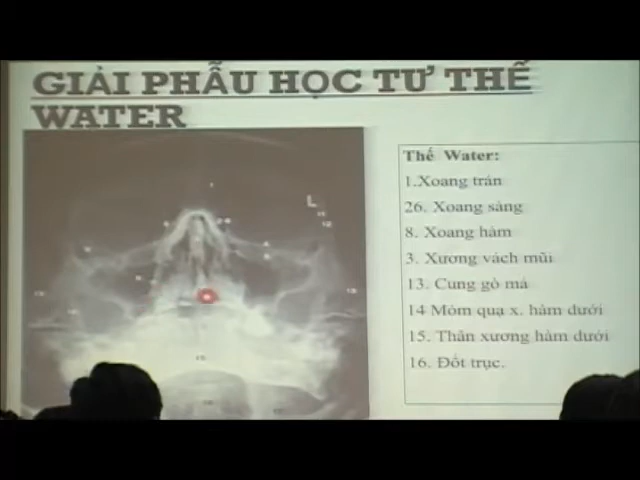 GIẢI PHẪU HỌC TƯ THẾ
WATER
L
Thế Water:
1.Xoang trán
26. Xoang sàng
8. Xoang hàm
3. Xương vách mũi
13. Cung gò má
14 Mỏm quạ x. hàm dưới
15. Thân xương hàm dưới
16. Đốt trục.